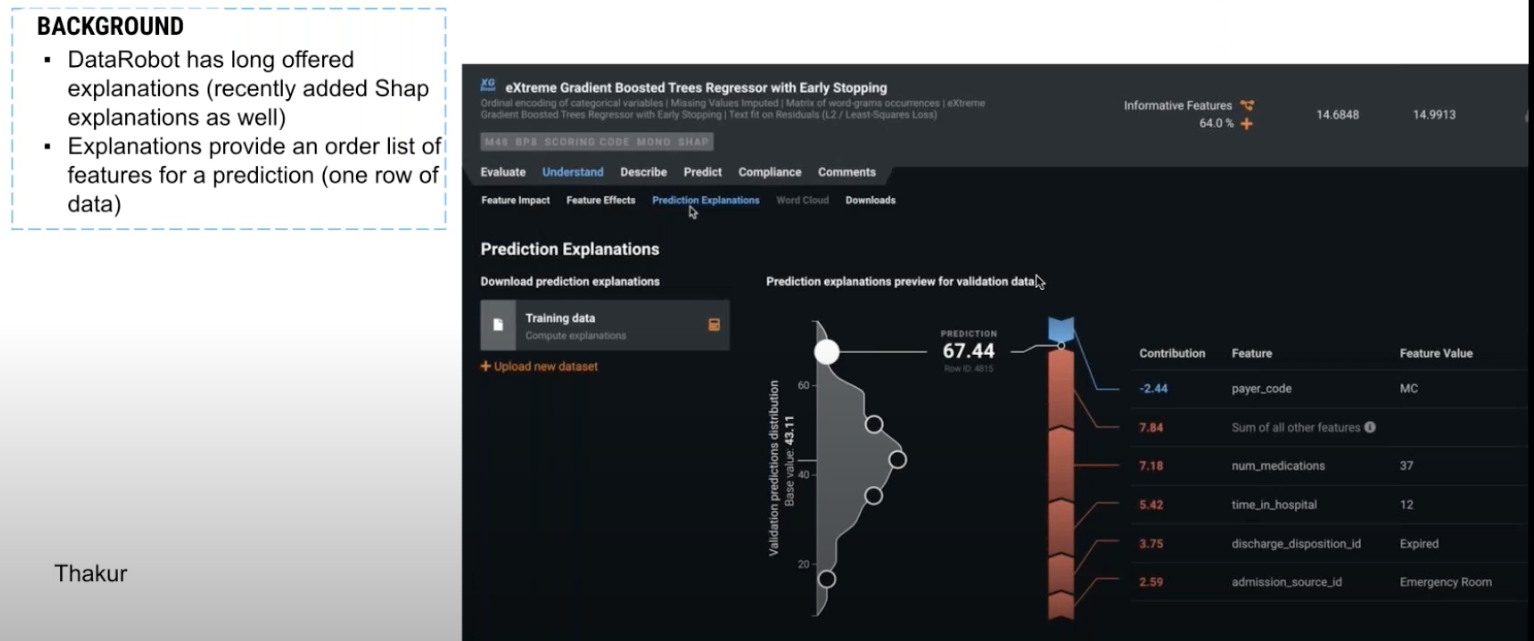 BACKGROUND
▪ DataRobot has long offered
explanations (recently added Shap
explanations as well)
▪ Explanations provide an order list of
features for a prediction (one row of
data)
Thakur
XG
Boost
eXtreme Gradient Boosted Trees Regressor with Early Stopping
Ordinal encoding of categorical variables | Missing Values Imputed | Matrix of word-grams occurrences | eXtreme
Gradient Boosted Trees Regressor with Early Stopping | Text fit on Residuals (L2 / Least-Squares Loss)
M46 BP8 SCORING CODE MONO SHAP
Informative Features
64.0 % +
14.6848
14.9913
Evaluate Understand Describe Predict Compliance Comments
Feature Impact Feature Effects Prediction Explanations Word Cloud Downloads
Prediction Explanations
Download prediction explanations
Training data
Compute explanations
+ Upload new dataset
Prediction explanations preview for validation data
Validation predictions distribution
Base value: 43.11
60
40
20
PREDICTION
67.44
Row ID: 4815
Contribution Feature Feature Value
-2.44 payer_code MC
7.84 Sum of all other features
7.18 num_medications 37
5.42 time_in_hospital 12
3.75 discharge_disposition_id Expired
2.59 admission_source_id Emergency Room